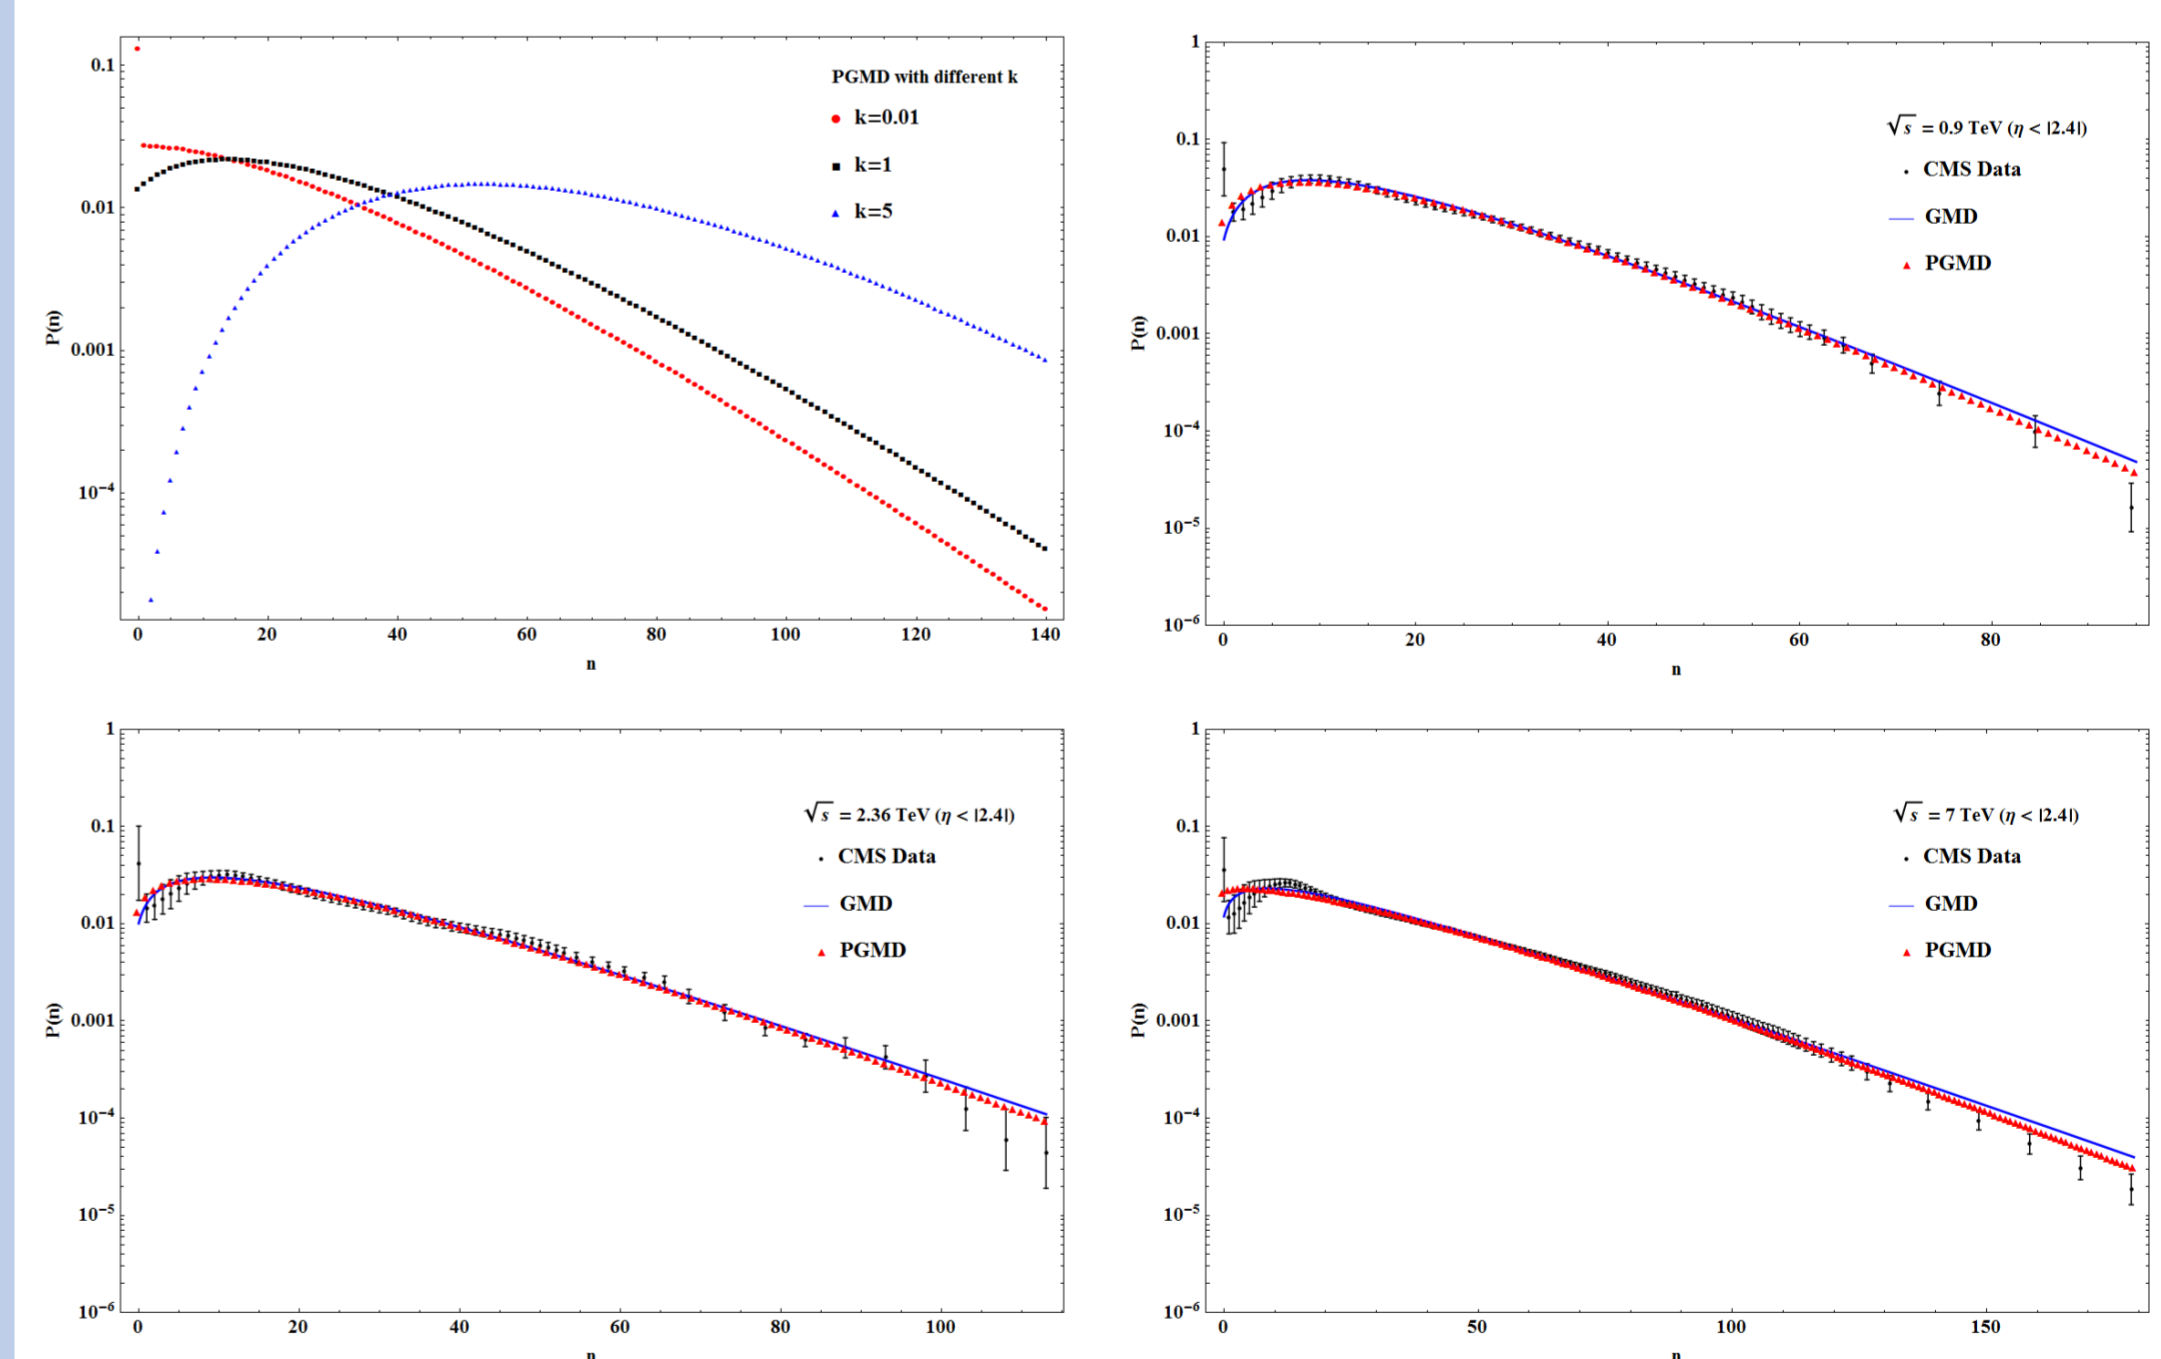 0.1
0.01
0.001
10⁻⁴
P(n)
PGMD with different k
k=0.01
k=1
k=5
0 20 40 60 80 100 120 140
n
1
0.1
0.01
0.001
10⁻⁴
10⁻⁵
10⁻⁶
P(n)
√s = 0.9 TeV (η < |2.4|)
CMS Data
GMD
PGMD
0 20 40 60 80
n
1
0.1
0.01
0.001
10⁻⁴
10⁻⁵
10⁻⁶
P(n)
√s = 2.36 TeV (η < |2.4|)
CMS Data
GMD
PGMD
0 20 40 60 80 100
n
1
0.1
0.01
0.001
10⁻⁴
10⁻⁵
10⁻⁶
P(n)
√s = 7 TeV (η < |2.4|)
CMS Data
GMD
PGMD
0 50 100 150
n